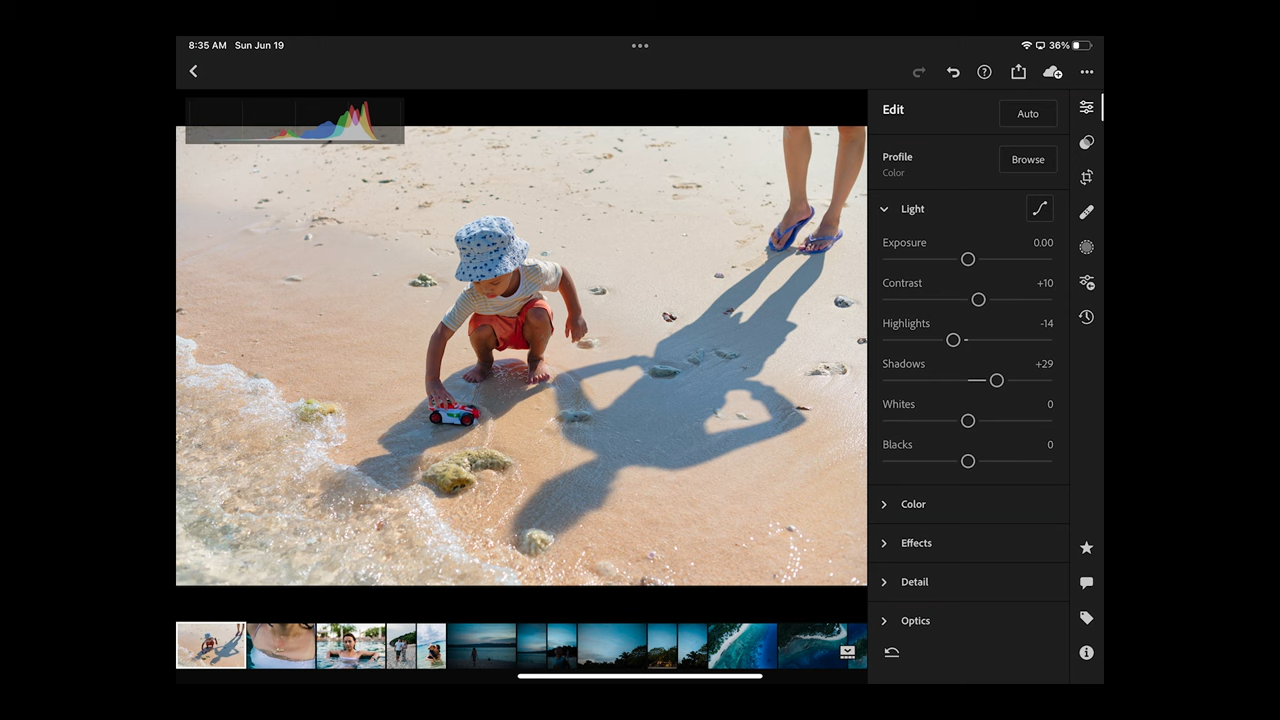 8:35 AM Sun Jun 19
36%
Edit
Auto
Profile
Color
Browse
Light
Exposure 0.00
Contrast +10
Highlights -14
Shadows +29
Whites 0
Blacks 0
Color
Effects
Detail
Optics